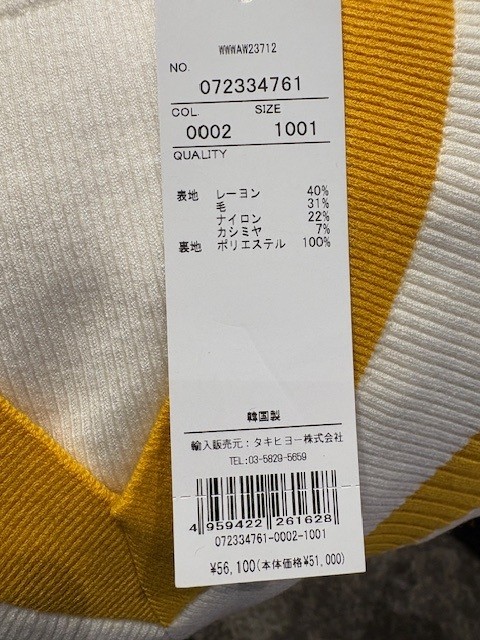 WWWAW23712
NO.
072334761
COL. SIZE
0002 1001
QUALITY
表地 レーヨン 40%
毛 31%
ナイロン 22%
カシミヤ 7%
裏地 ポリエステル 100%
韓国製
輸入販売元：タキヒヨー株式会社
TEL:03-5829-5659
4 959422 261628
072334761-0002-1001
¥56,100(本体価格¥51,000)